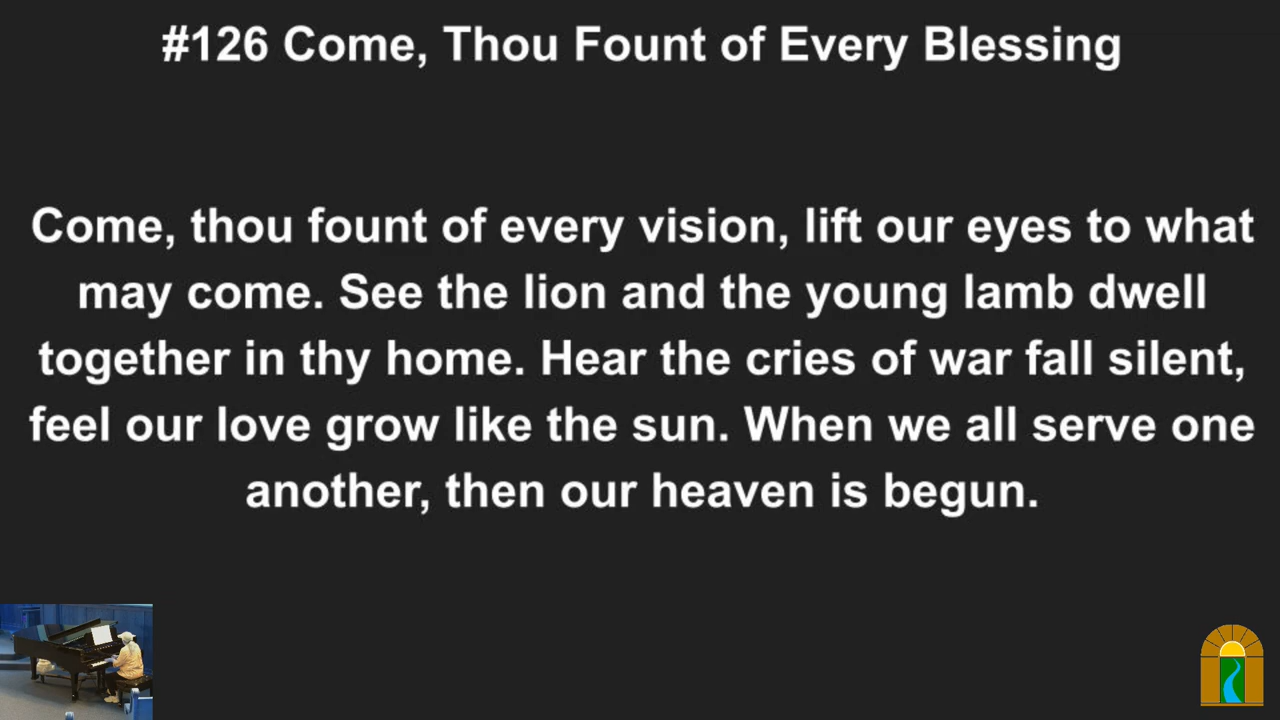 #126 Come, Thou Fount of Every Blessing
Come, thou fount of every vision, lift our eyes to what
may come. See the lion and the young lamb dwell
together in thy home. Hear the cries of war fall silent,
feel our love grow like the sun. When we all serve one
another, then our heaven is begun.